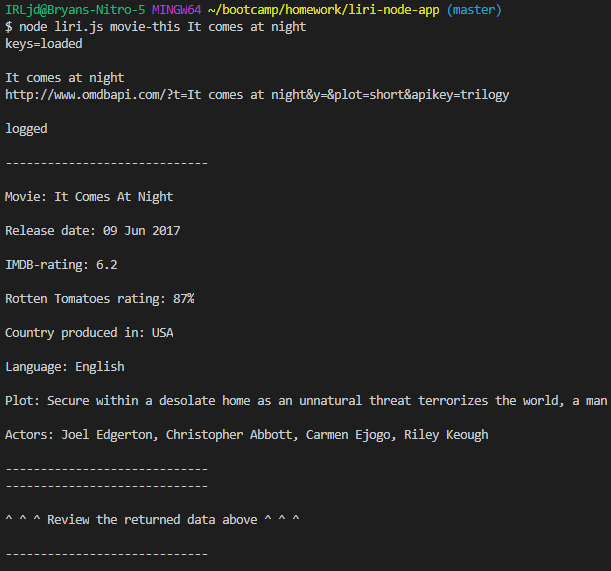 IRLjd@Bryans-Nitro-5 MINGW64 ~/bootcamp/homework/liri-node-app (master)
$ node liri.js movie-this It comes at night
keys=loaded
It comes at night
http://www.omdbapi.com/?t=It comes at night&y=&plot=short&apikey=trilogy
logged
-----------------------------
Movie: It Comes At Night
Release date: 09 Jun 2017
IMDB-rating: 6.2
Rotten Tomatoes rating: 87%
Country produced in: USA
Language: English
Plot: Secure within a desolate home as an unnatural threat terrorizes the world, a man
Actors: Joel Edgerton, Christopher Abbott, Carmen Ejogo, Riley Keough
-----------------------------
-----------------------------
^ ^ ^ Review the returned data above ^ ^ ^
-----------------------------